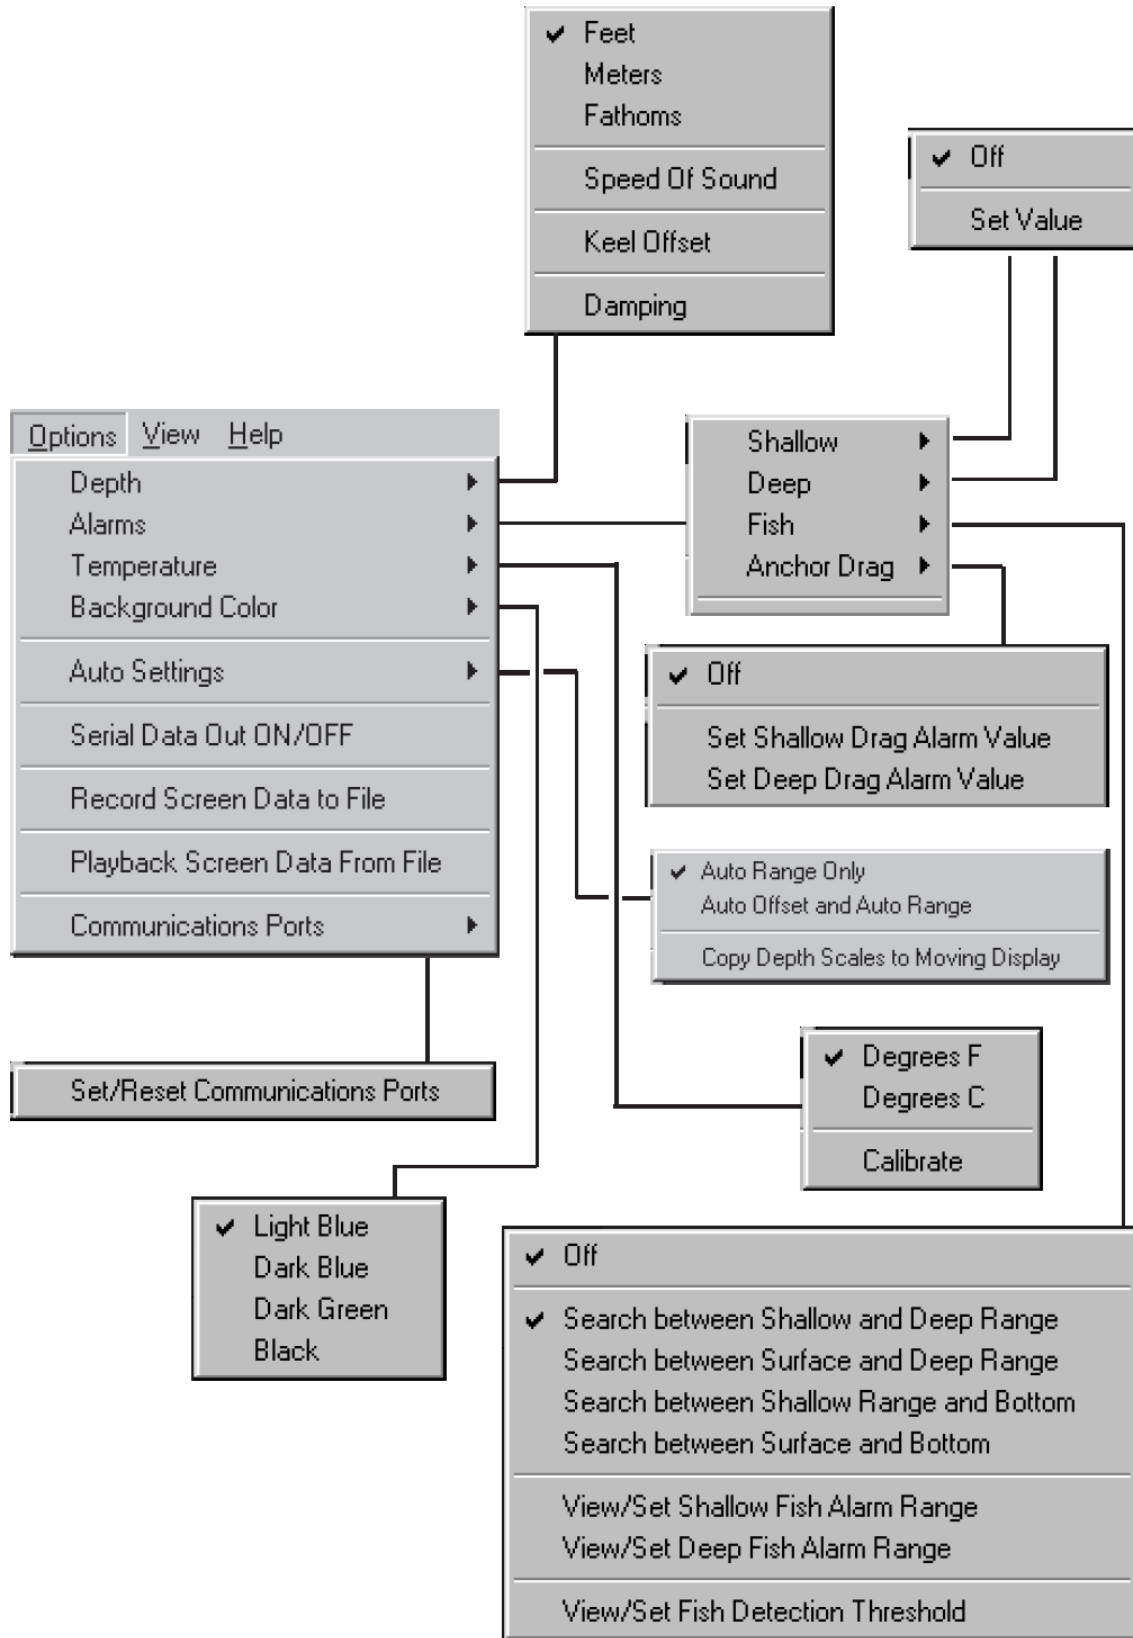 Feet
Meters
Fathoms
Speed Of Sound
Keel Offset
Damping
Off
Set Value
Options View Help
Depth
Alarms
Temperature
Background Color
Auto Settings
Serial Data Out ON/OFF
Record Screen Data to File
Playback Screen Data From File
Communications Ports
Shallow
Deep
Fish
Anchor Drag
Off
Set Shallow Drag Alarm Value
Set Deep Drag Alarm Value
Auto Range Only
Auto Offset and Auto Range
Copy Depth Scales to Moving Display
Set/Reset Communications Ports
Degrees F
Degrees C
Calibrate
Light Blue
Dark Blue
Dark Green
Black
Off
Search between Shallow and Deep Range
Search between Surface and Deep Range
Search between Shallow Range and Bottom
Search between Surface and Bottom
View/Set Shallow Fish Alarm Range
View/Set Deep Fish Alarm Range
View/Set Fish Detection Threshold